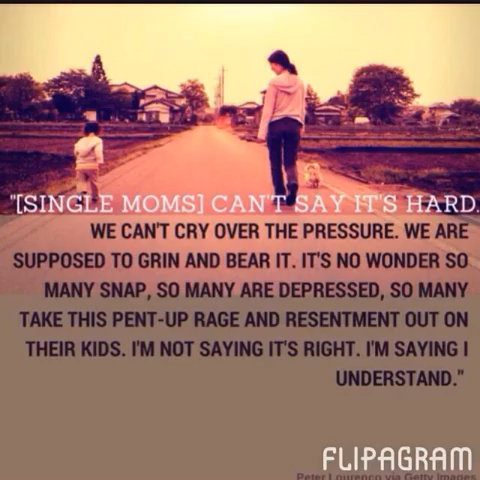 "[SINGLE MOMS] CAN'T SAY IT'S HARD.
WE CAN'T CRY OVER THE PRESSURE. WE ARE
SUPPOSED TO GRIN AND BEAR IT. IT'S NO WONDER SO
MANY SNAP, SO MANY ARE DEPRESSED, SO MANY
TAKE THIS PENT-UP RAGE AND RESENTMENT OUT ON
THEIR KIDS. I'M NOT SAYING IT'S RIGHT. I'M SAYING I
UNDERSTAND."
FLIPAGRAM
Peter Lourenco via Getty Images